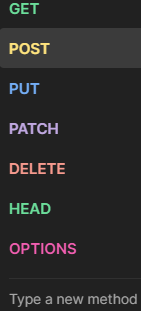 GET
POST
PUT
PATCH
DELETE
HEAD
OPTIONS
Type a new method